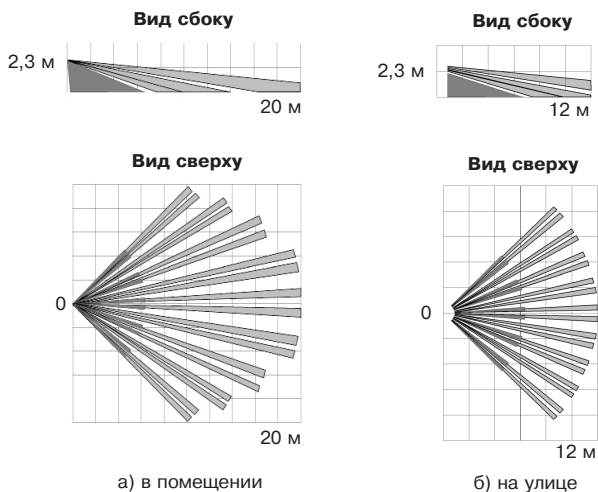 Вид сбоку
2,3 м
20 м
Вид сверху
0
20 м
а) в помещении
Вид сбоку
2,3 м
12 м
Вид сверху
0
12 м
б) на улице